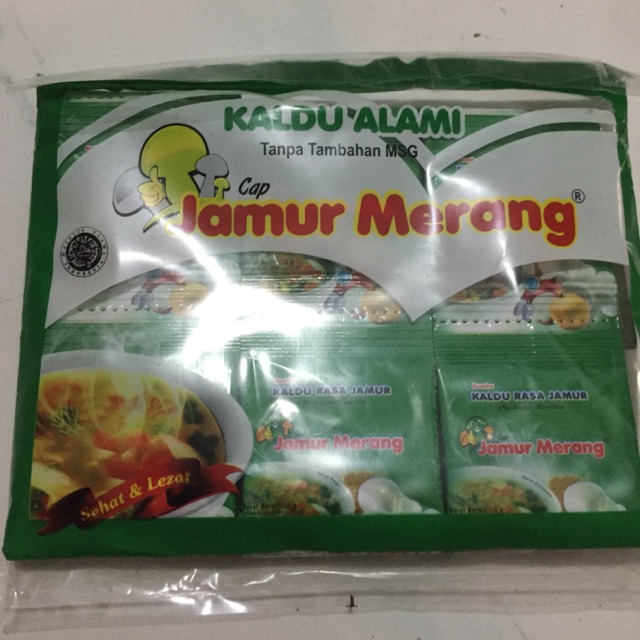 KALDU ALAMI
Tanpa Tambahan MSG
Cap
Jamur Merang®
Sehat & Lezat
KALDU RASA JAMUR
Jamur Merang
KALDU RASA JAMUR
Cap
Jamur Merang